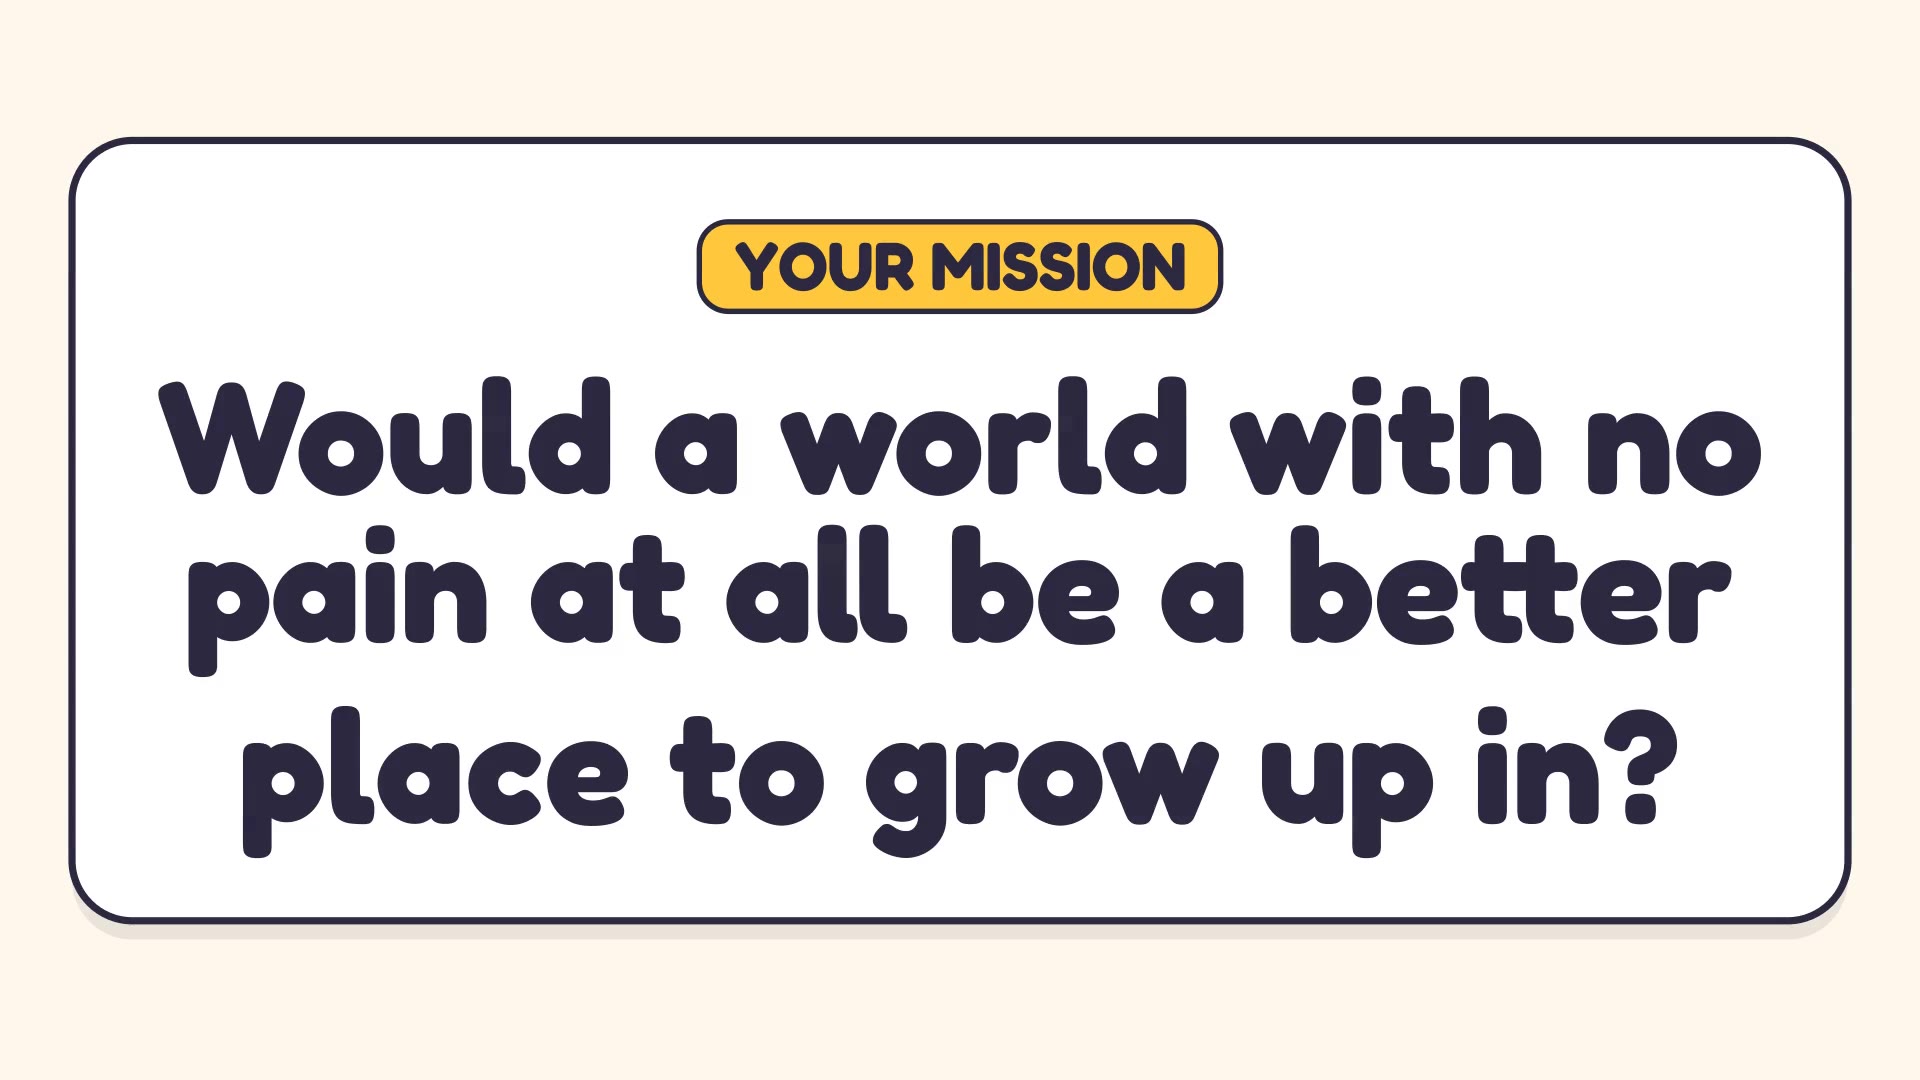 YOUR MISSION
Would a world with no
pain at all be a better
place to grow up in?